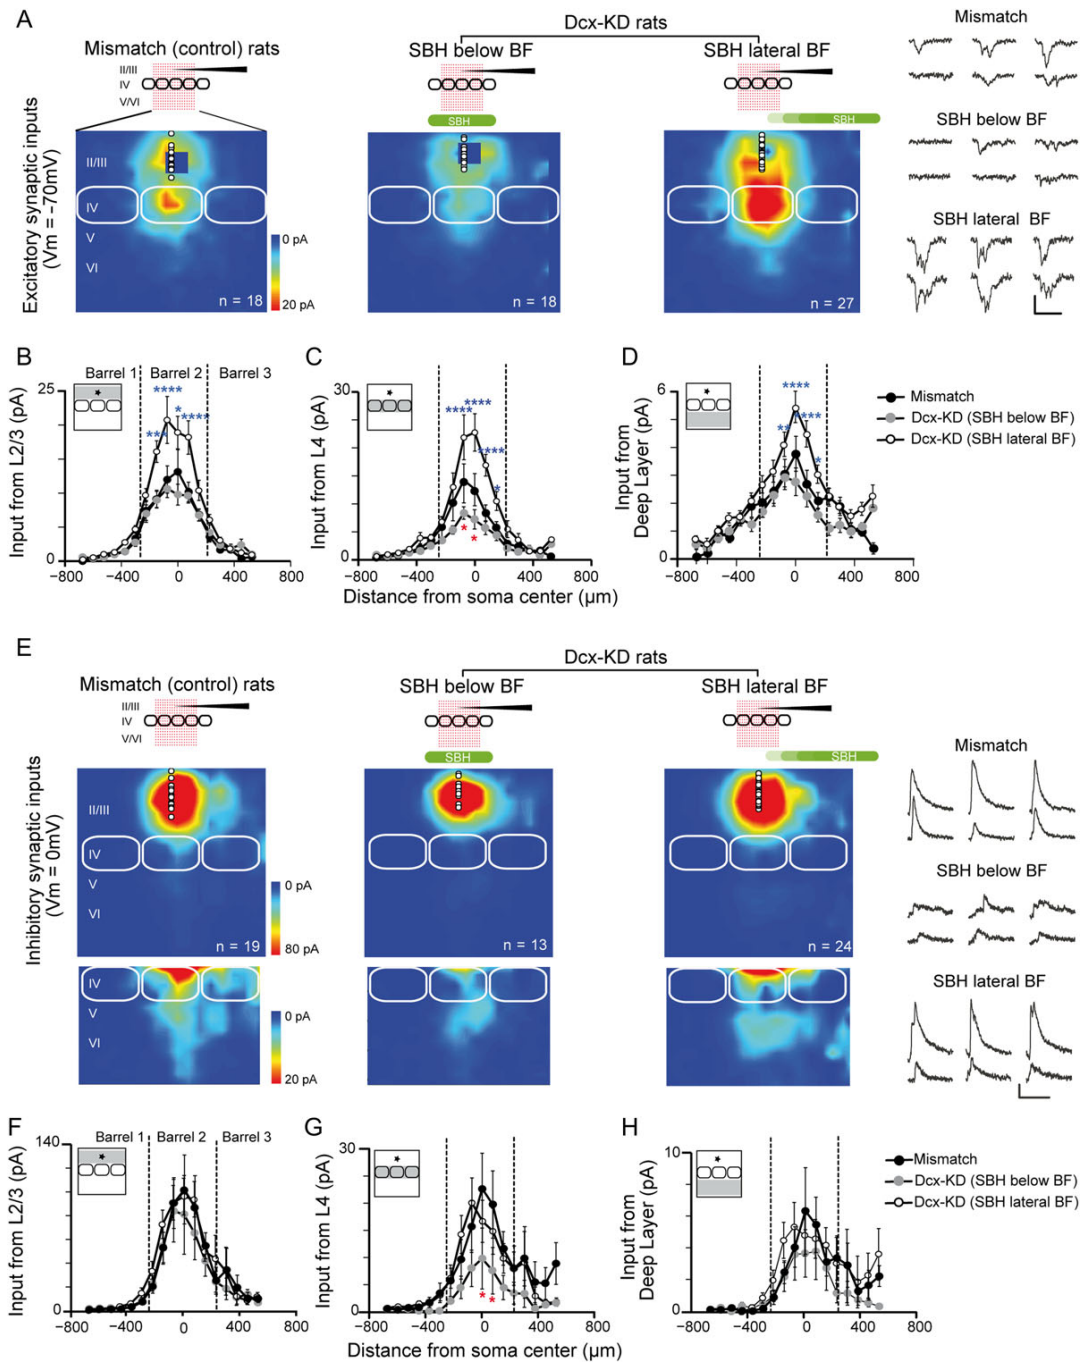 A
Dcx-KD rats
Mismatch
Mismatch (control) rats
SBH below BF
SBH lateral BF
II/III
IV
V/VI
SBH
SBH
Excitatory synaptic inputs
(Vm = -70mV)
II/III
IV
V
VI
0 pA
20 pA
n = 18
n = 18
n = 27
SBH below BF
SBH lateral BF
B
C
D
Barrel 1
Barrel 2
Barrel 3
Input from L2/3 (pA)
25
0
****
*
****
***
−800
−400
0
400
800
Input from L4 (pA)
30
0
****
****
****
*
*
*
−800
−400
0
400
800
Input from
Deep Layer (pA)
6
0
****
***
**
*
−800
−400
0
400
800
Mismatch
Dcx-KD (SBH below BF)
Dcx-KD (SBH lateral BF)
Distance from soma center (µm)
E
Dcx-KD rats
Mismatch (control) rats
SBH below BF
SBH lateral BF
II/III
IV
V/VI
SBH
SBH
Mismatch
Inhibitory synaptic inputs
(Vm = 0mV)
II/III
IV
V
VI
0 pA
80 pA
n = 19
n = 13
n = 24
SBH below BF
IV
V
VI
0 pA
20 pA
SBH lateral BF
F
G
H
Barrel 1
Barrel 2
Barrel 3
Input from L2/3 (pA)
140
0
−800
−400
0
400
800
Input from L4 (pA)
30
0
*
*
−800
−400
0
400
800
Input from
Deep Layer (pA)
10
0
−800
−400
0
400
800
Mismatch
Dcx-KD (SBH below BF)
Dcx-KD (SBH lateral BF)
Distance from soma center (µm)